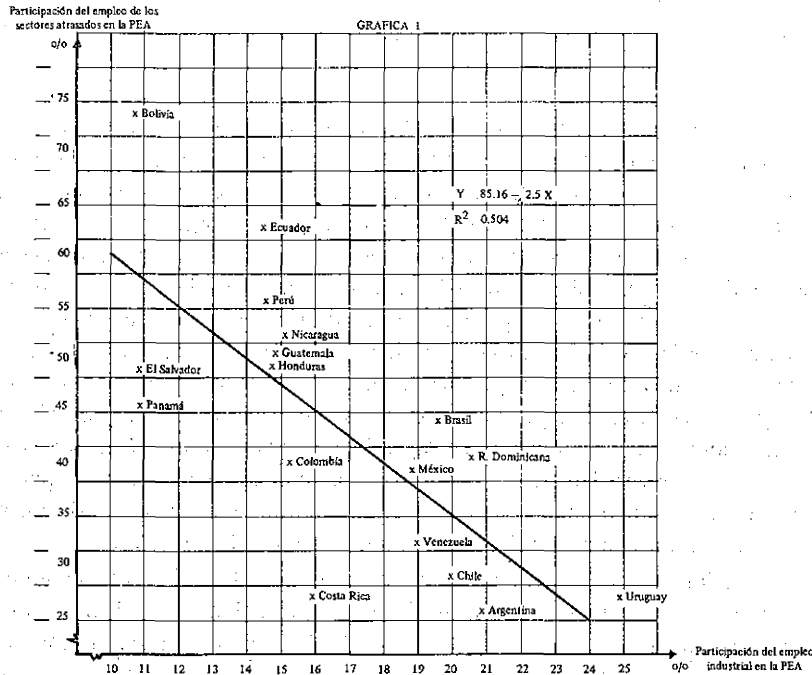 Participación del empleo de los
sectores atrasados en la PEA
o/o
GRAFICA 1
75
x Bolivia
70
Y 85.16 – 2.5 X
65
R² 0.504
x Ecuador
60
x Perú
55
x Nicaragua
x Guatemala
50
x Honduras
x El Salvador
45
x Panamá
x Brasil
x R. Dominicana
40
x Colombia
x México
35
x Venezuela
30
x Chile
x Costa Rica
x Uruguay
25
x Argentina
10 11 12 13 14 15 16 17 18 19 20 21 22 23 24 25
o/o
Participación del empleo
industrial en la PEA